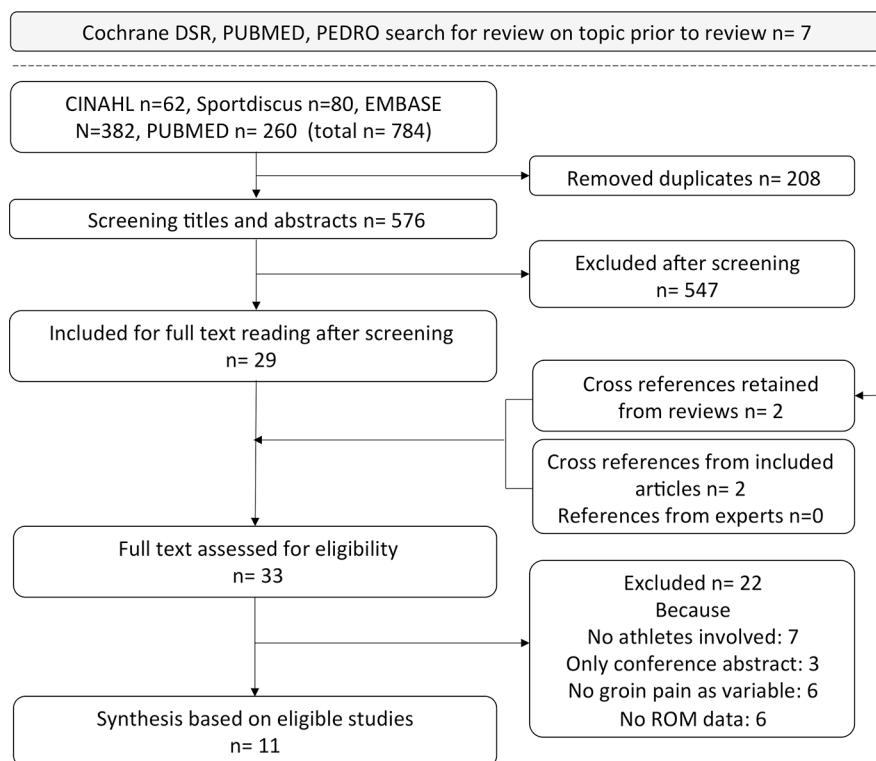 Cochrane DSR, PUBMED, PEDRO search for review on topic prior to review n= 7
CINAHL n=62, Sportdiscus n=80, EMBASE
N=382, PUBMED n= 260 (total n= 784)
Removed duplicates n= 208
Screening titles and abstracts n= 576
Excluded after screening
n= 547
Included for full text reading after screening
n= 29
Cross references retained
from reviews n= 2
Cross references from included
articles n= 2
References from experts n=0
Full text assessed for eligibility
n= 33
Excluded n= 22
Because
No athletes involved: 7
Only conference abstract: 3
No groin pain as variable: 6
No ROM data: 6
Synthesis based on eligible studies
n= 11